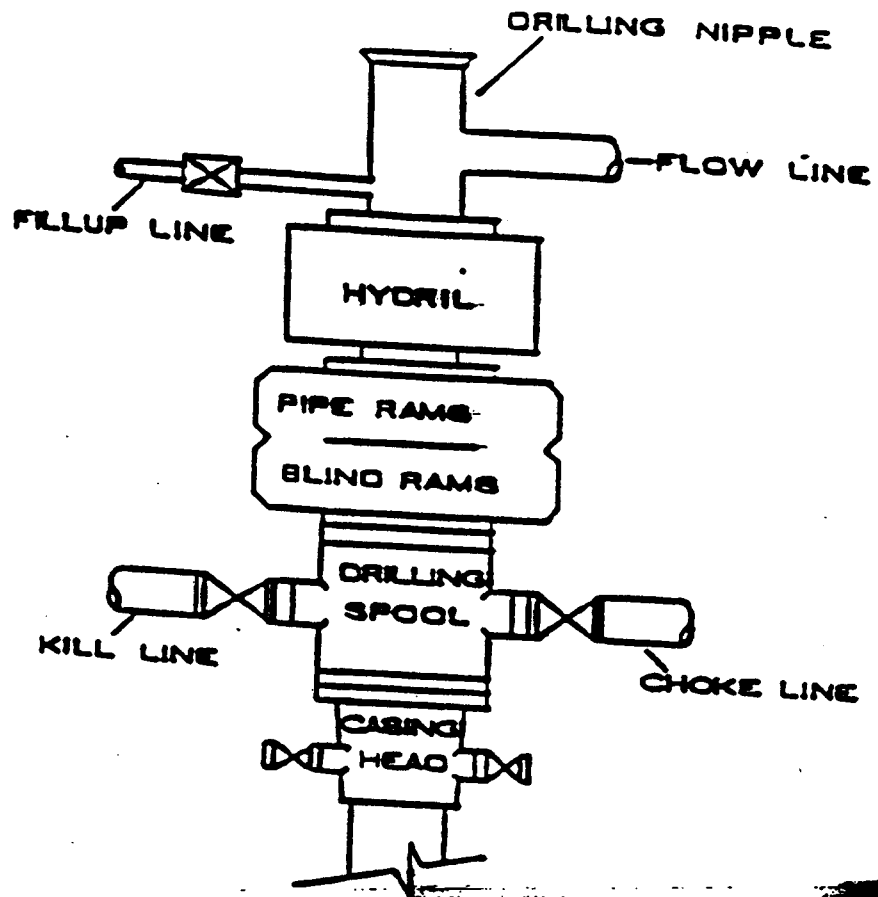 DRILLING NIPPLE
FLOW LINE
FILLUP LINE
HYDRIL
PIPE RAMS
BLIND RAMS
DRILLING
SPOOL
KILL LINE
CHOKE LINE
CASING
HEAD